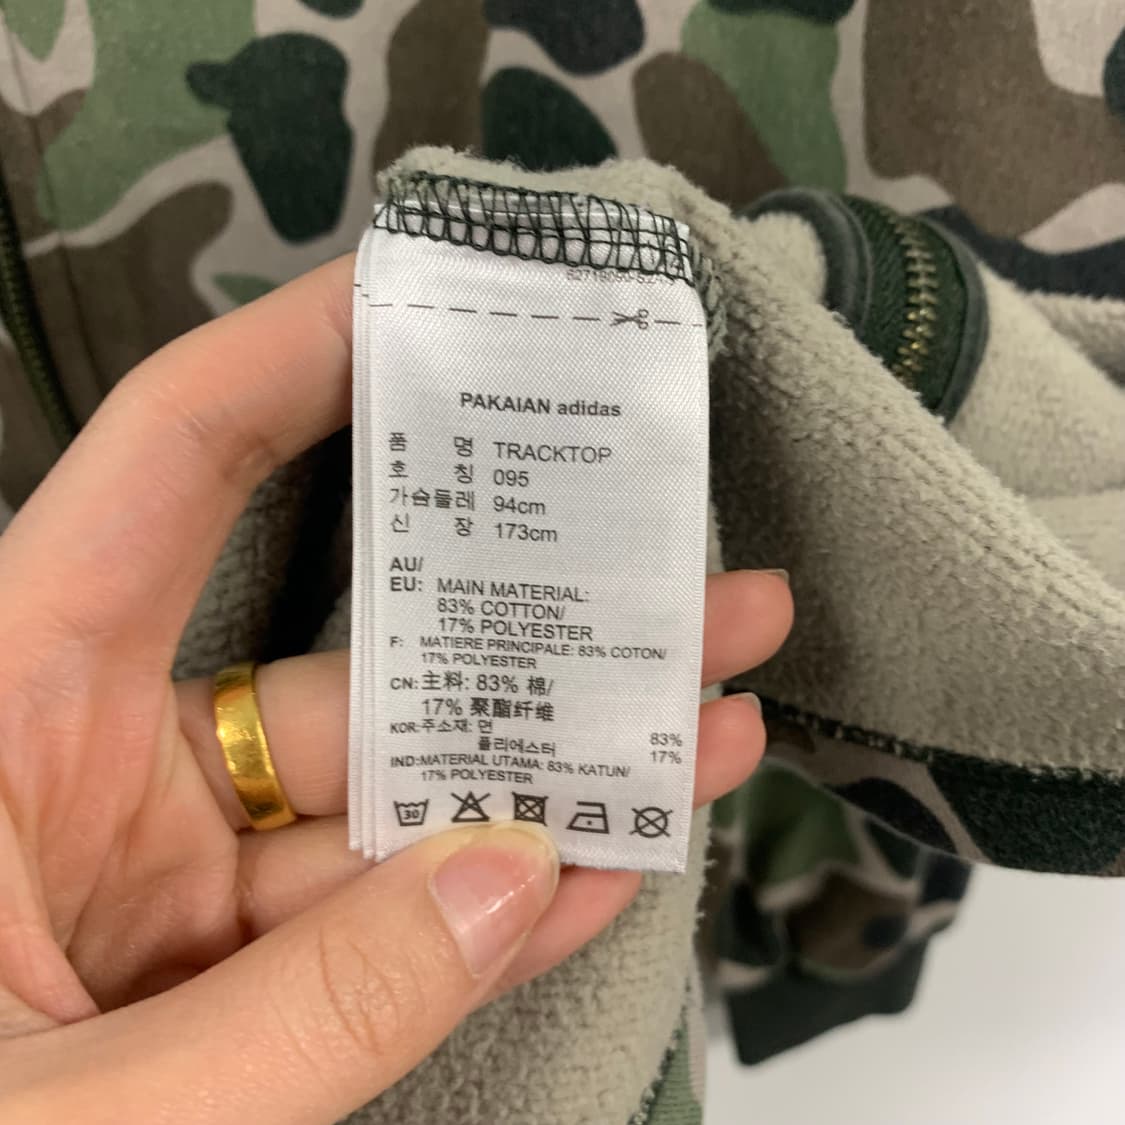 PAKAIAN adidas
품 명 TRACKTOP
호 칭 095
가슴둘레 94cm
신 장 173cm
AU/
EU: MAIN MATERIAL:
83% COTTON/
17% POLYESTER
F: MATIERE PRINCIPALE: 83% COTON/
17% POLYESTER
CN: 主料: 83% 棉/
17% 聚酯纤维
KOR: 주소재: 면 83%
폴리에스터 17%
IND: MATERIAL UTAMA: 83% KATUN/
17% POLYESTER
30